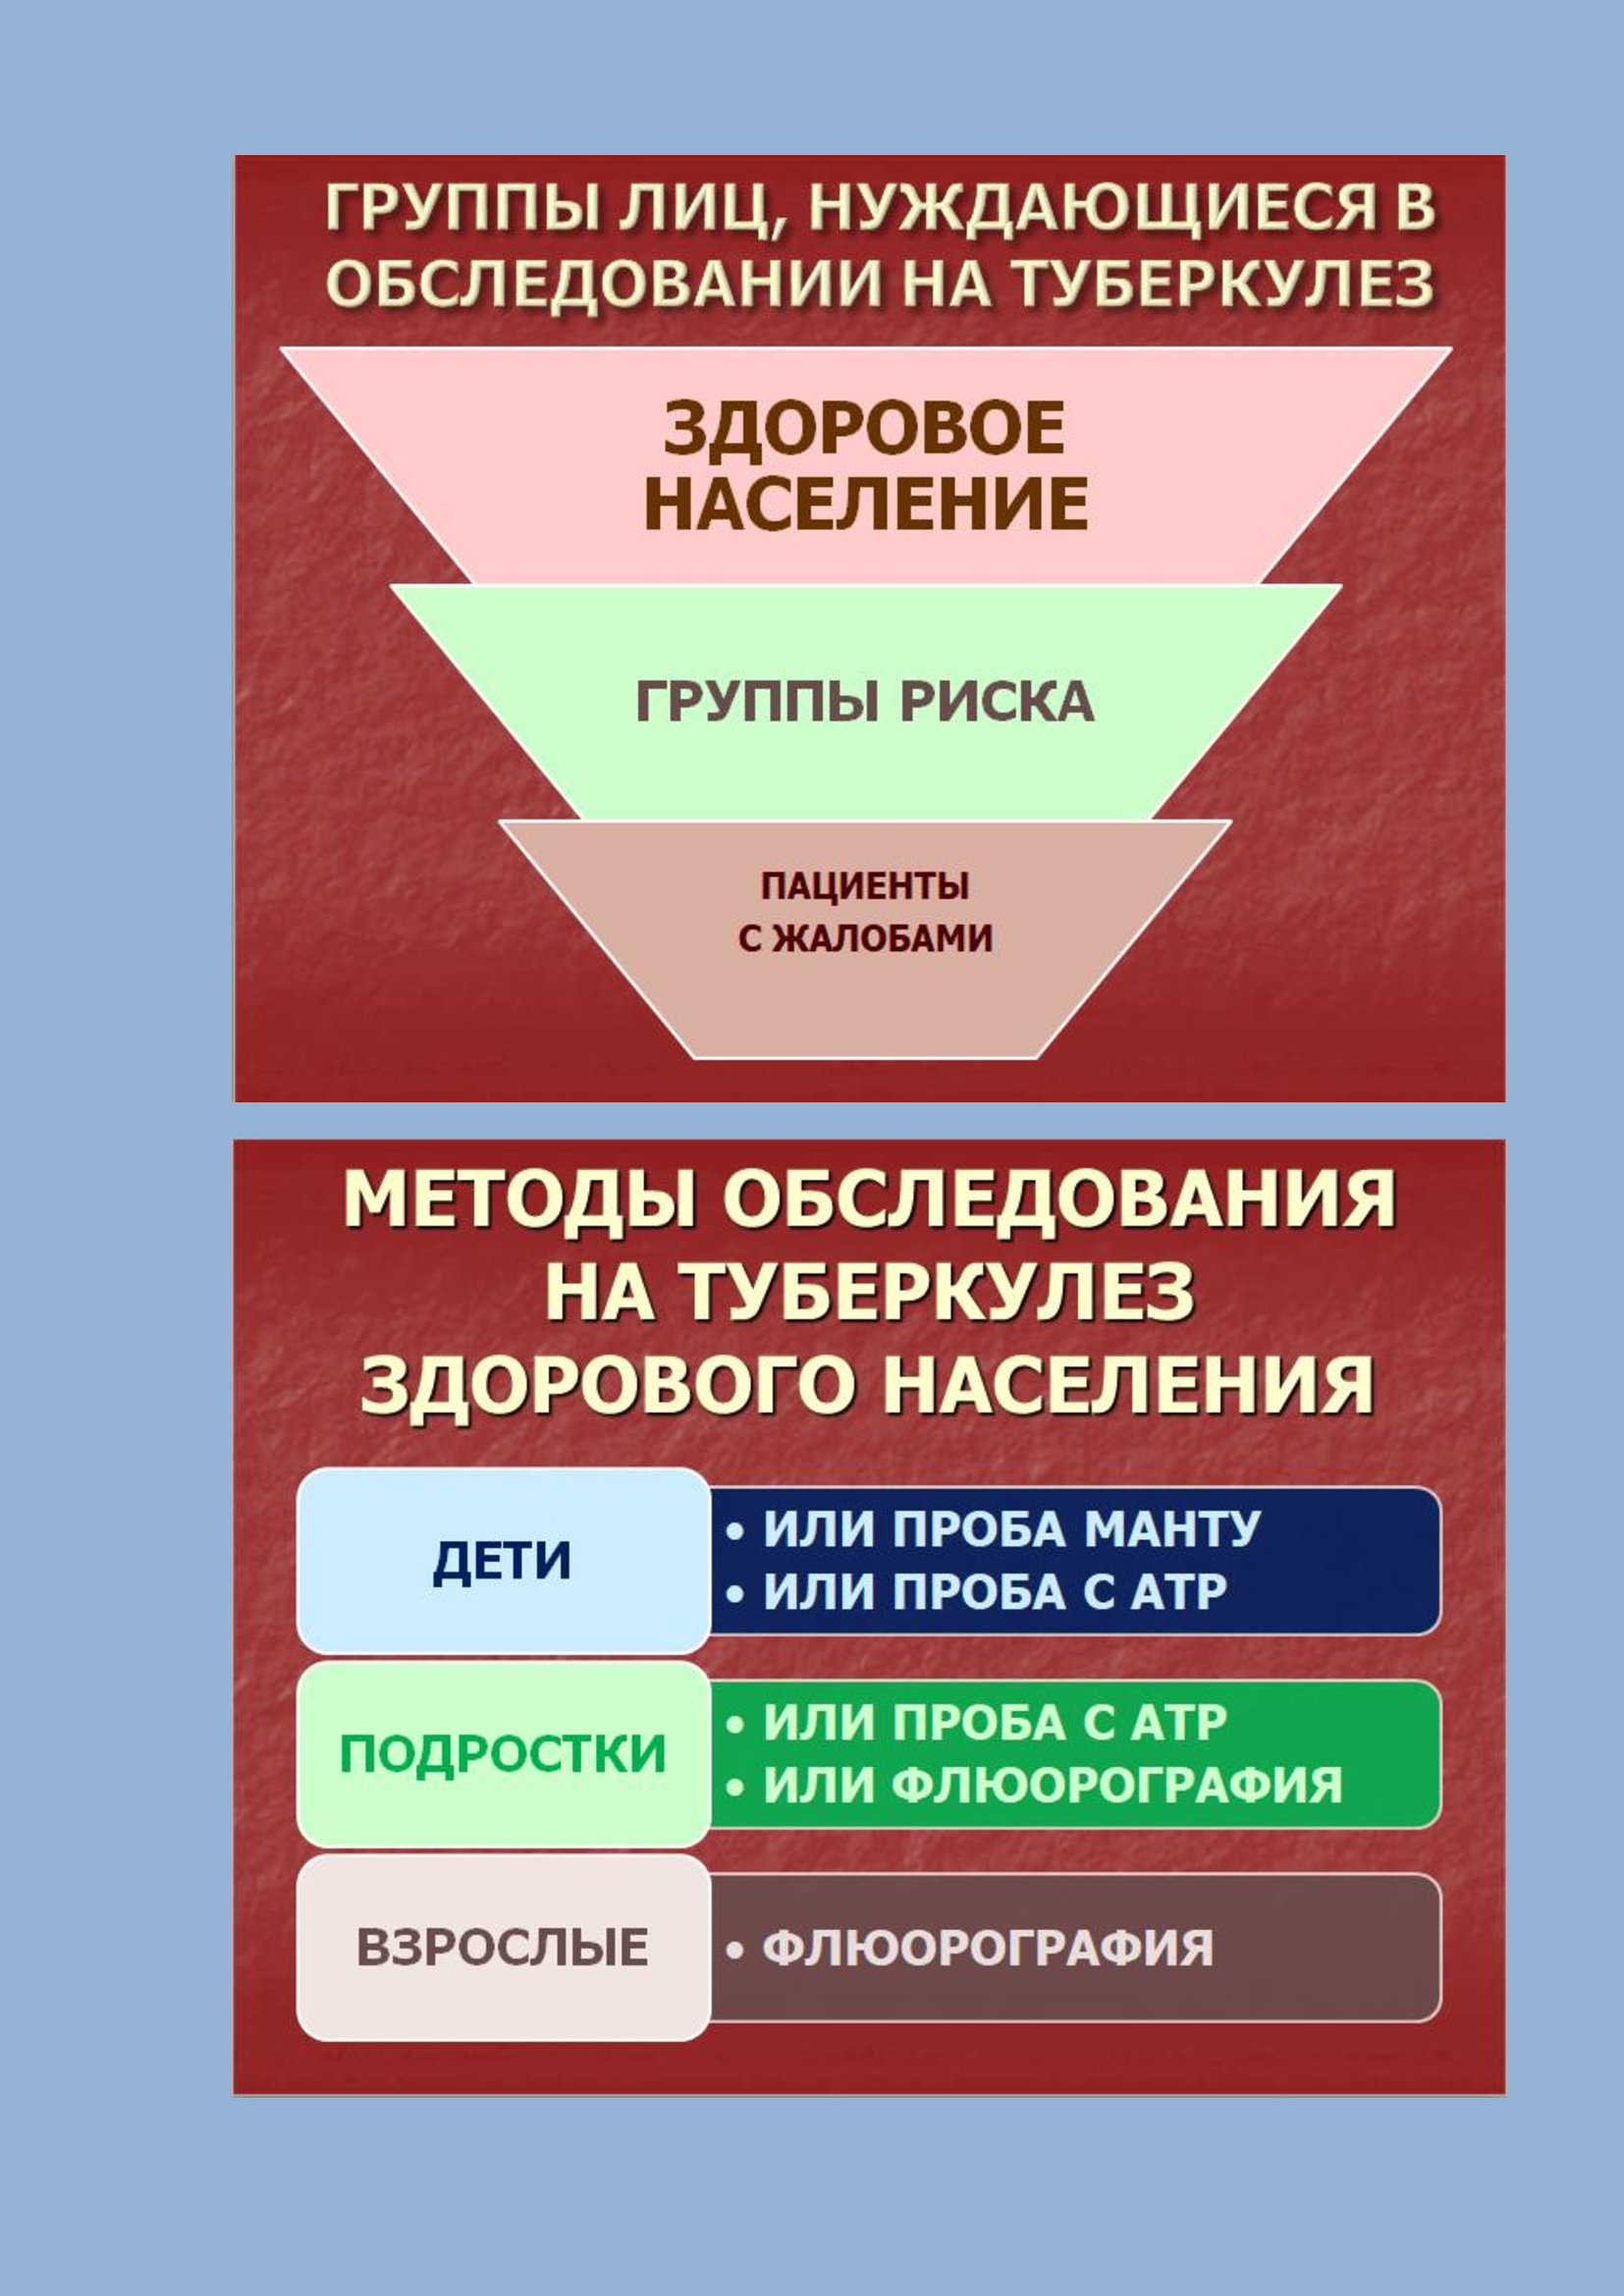 ГРУППЫ ЛИЦ, НУЖДАЮЩИЕСЯ В
ОБСЛЕДОВАНИИ НА ТУБЕРКУЛЕЗ
ЗДОРОВОЕ
НАСЕЛЕНИЕ
ГРУППЫ РИСКА
ПАЦИЕНТЫ
С ЖАЛОБАМИ
МЕТОДЫ ОБСЛЕДОВАНИЯ
НА ТУБЕРКУЛЕЗ
ЗДОРОВОГО НАСЕЛЕНИЯ
ДЕТИ
• ИЛИ ПРОБА МАНТУ
• ИЛИ ПРОБА С АТР
ПОДРОСТКИ
• ИЛИ ПРОБА С АТР
• ИЛИ ФЛЮОРОГРАФИЯ
ВЗРОСЛЫЕ
• ФЛЮОРОГРАФИЯ